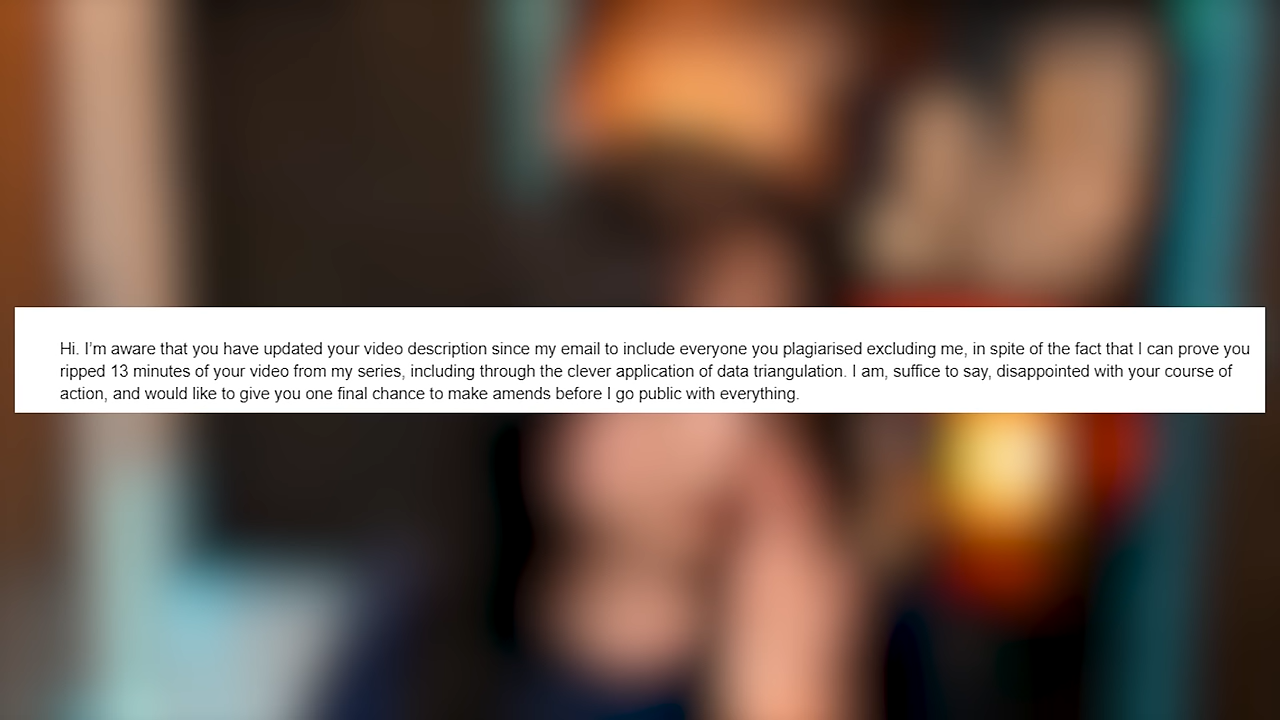 Hi. I’m aware that you have updated your video description since my email to include everyone you plagiarised excluding me, in spite of the fact that I can prove you
ripped 13 minutes of your video from my series, including through the clever application of data triangulation. I am, suffice to say, disappointed with your course of
action, and would like to give you one final chance to make amends before I go public with everything.